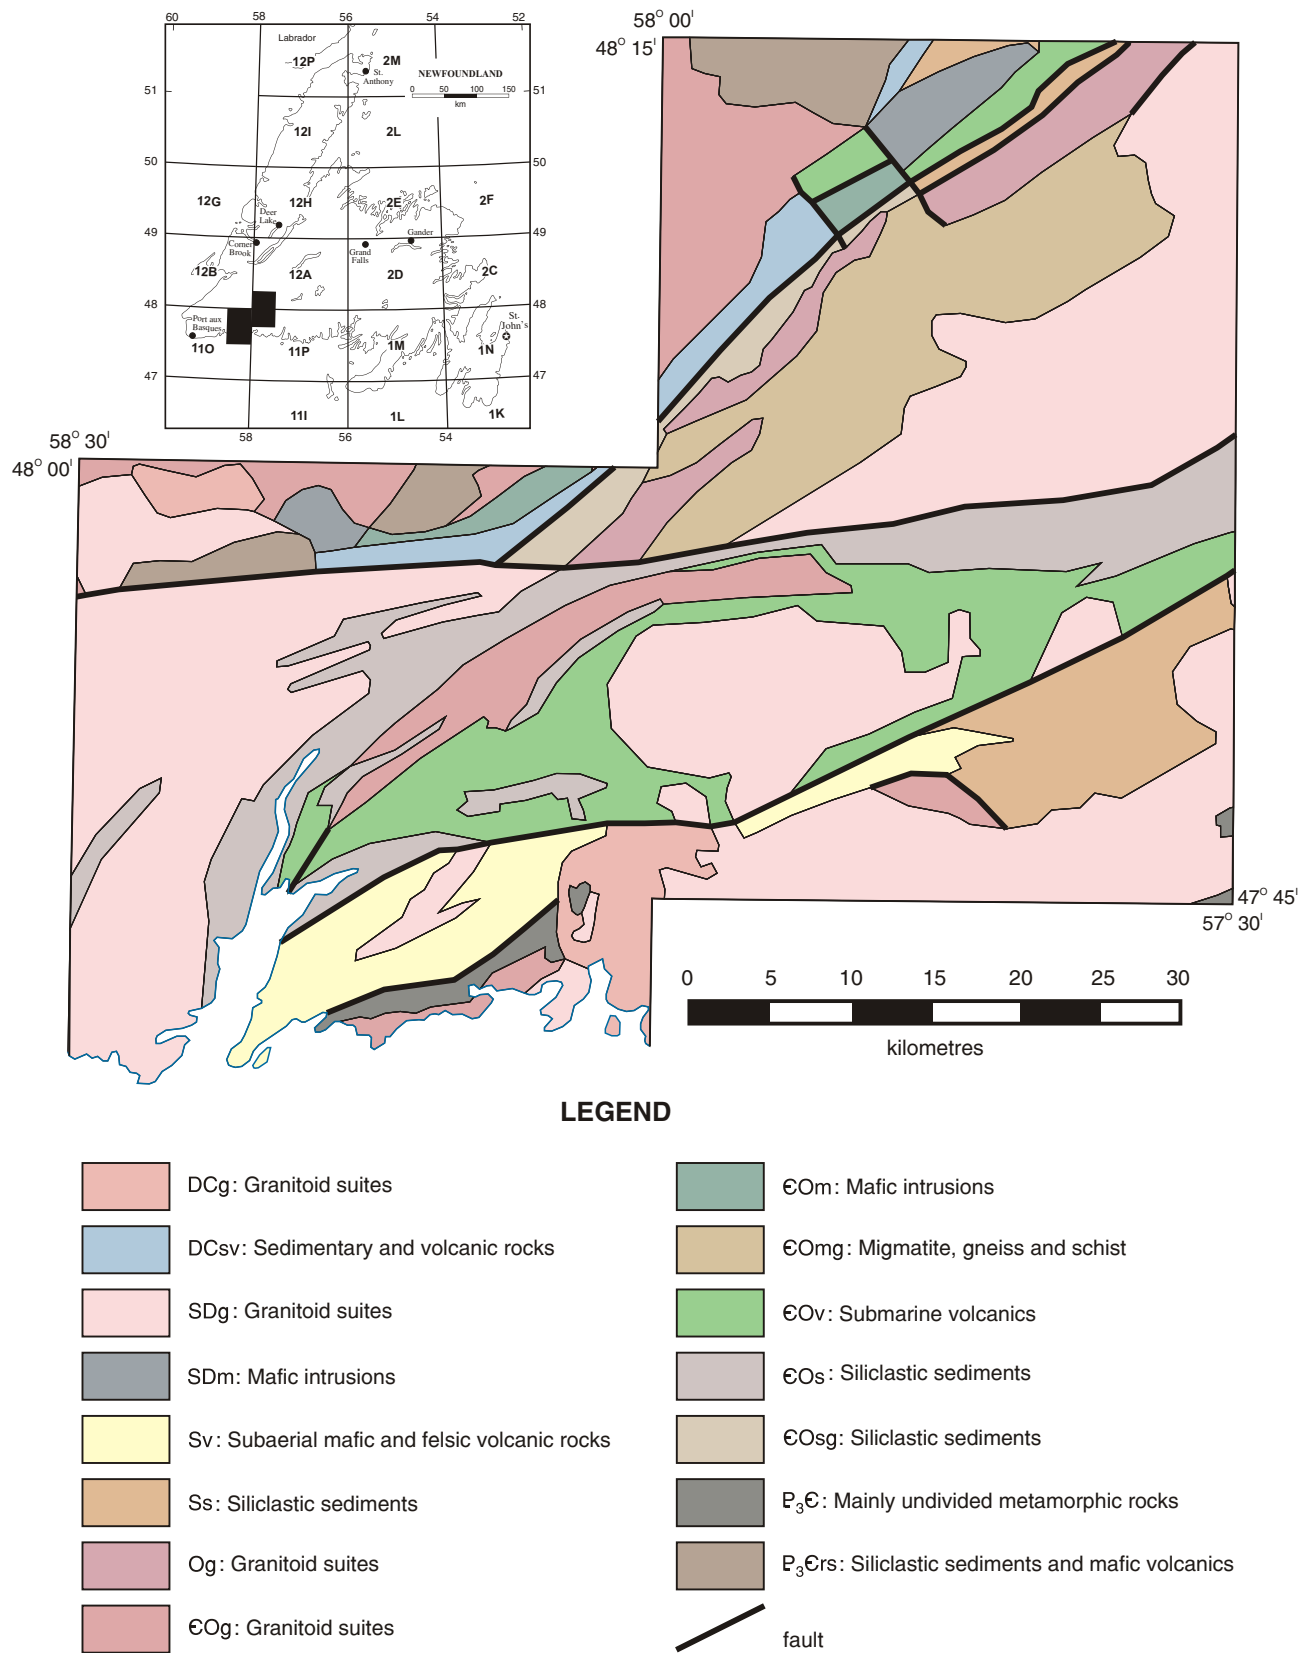 60 58 56 54 52
58° 00'
48° 15'
Labrador
12P
2M
St.
Anthony
NEWFOUNDLAND
0 50 100 150
km
51 51
12I 2L
50 50
12G 12H 2E 2F
Deer
Lake
49 49
Corner
Brook
Grand
Falls
Gander
12B 12A 2D 2C
48 48
Port aux
Basques
St.
John's
11O 11P 1M 1N
47 47
11I 1L 1K
58 56 54
58° 30'
48° 00'
47° 45'
57° 30'
0 5 10 15 20 25 30
kilometres
LEGEND
DCg: Granitoid suites
DCsv: Sedimentary and volcanic rocks
SDg: Granitoid suites
SDm: Mafic intrusions
Sv: Subaerial mafic and felsic volcanic rocks
Ss: Siliclastic sediments
Og: Granitoid suites
ЄOg: Granitoid suites
ЄOm: Mafic intrusions
ЄOmg: Migmatite, gneiss and schist
ЄOv: Submarine volcanics
ЄOs: Siliclastic sediments
ЄOsg: Siliclastic sediments
P₃Є: Mainly undivided metamorphic rocks
P₃Єrs: Siliclastic sediments and mafic volcanics
fault